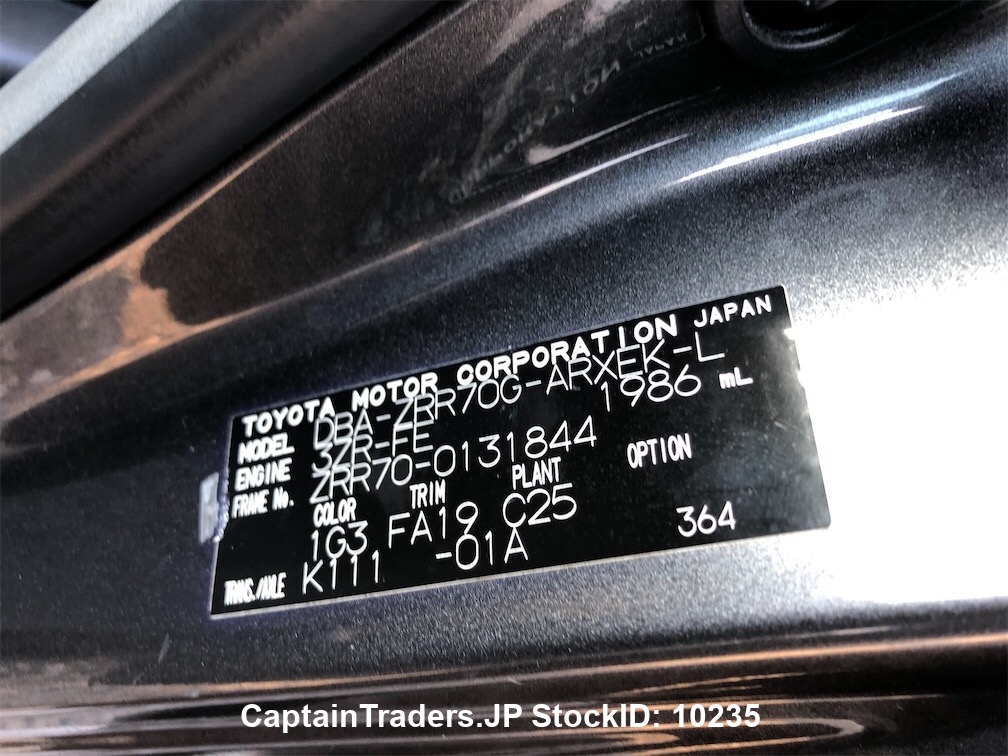 TOYOTA MOTOR CORPORATION JAPAN
MODEL DBA-ZRR70G-ARXEK-L
ENGINE 3ZR-FE 1986 mL
FRAME No. ZRR70-0131844
COLOR TRIM PLANT OPTION
1G3 FA19 C25 364
TRANS./AXLE K111 -01A
CaptainTraders.JP StockID: 10235